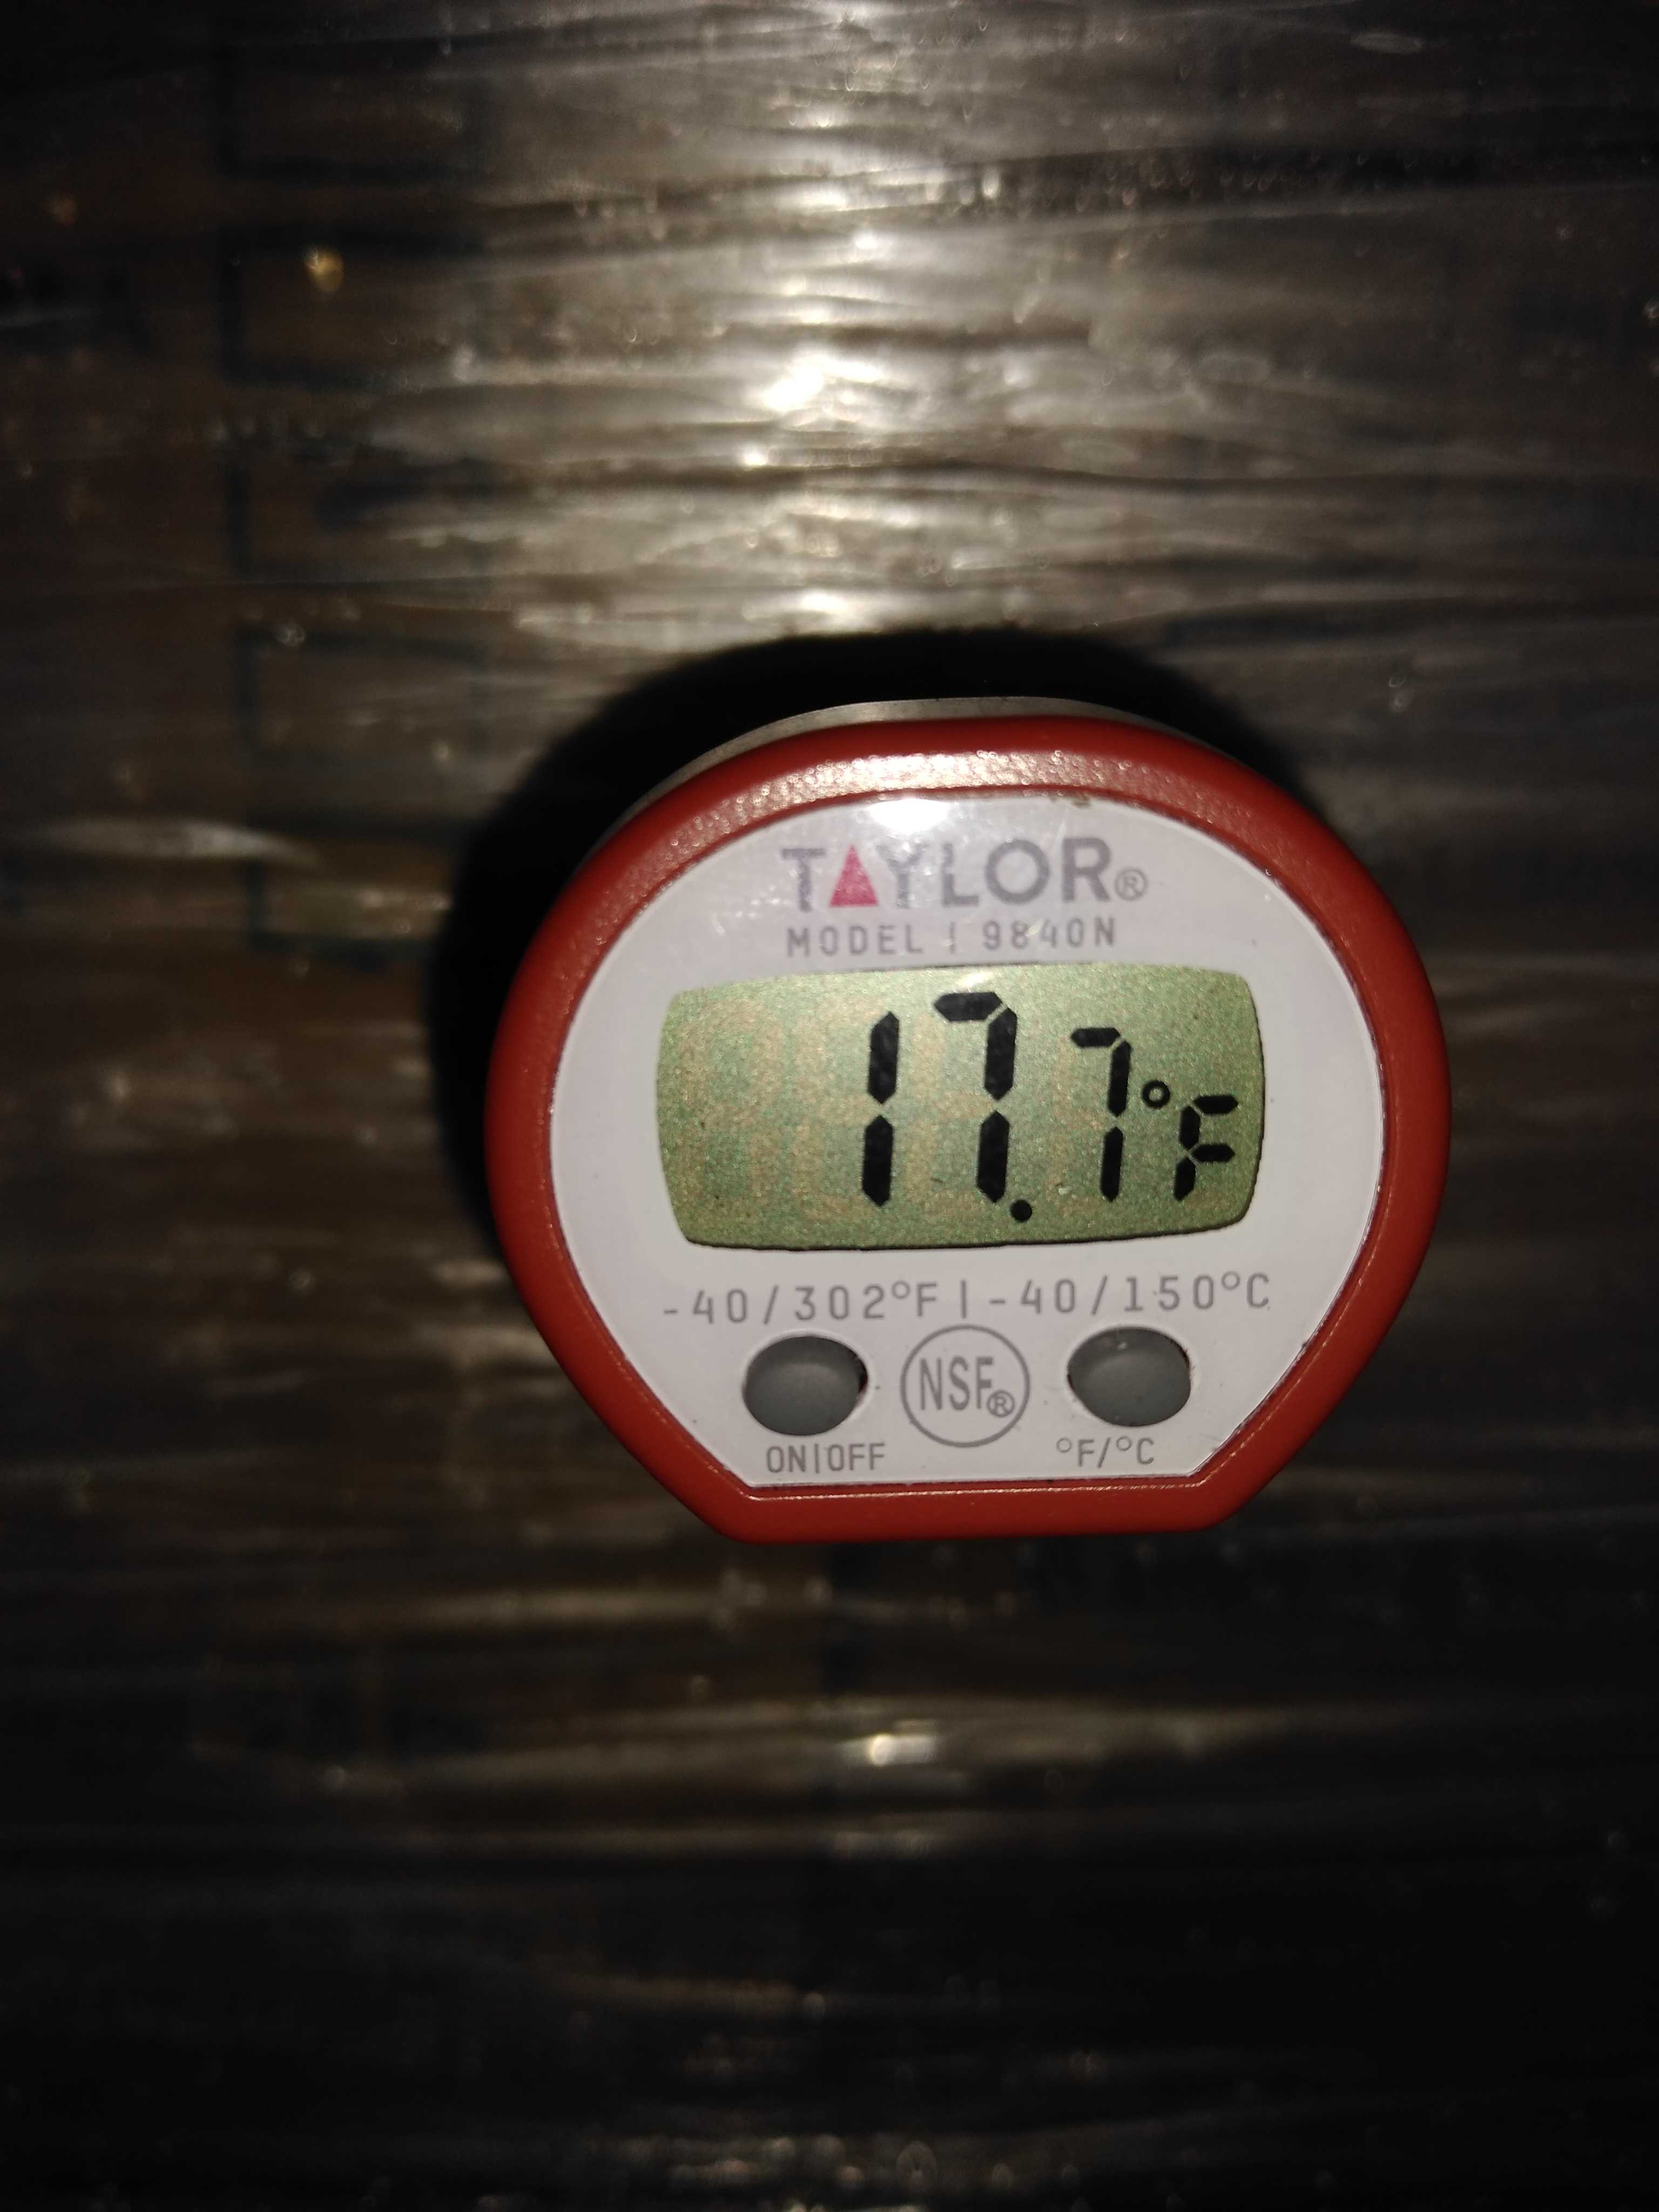 TAYLOR®
MODEL | 9840N
17.7°F
-40/302°F | -40/150°C
NSF®
ON|OFF
°F/°C